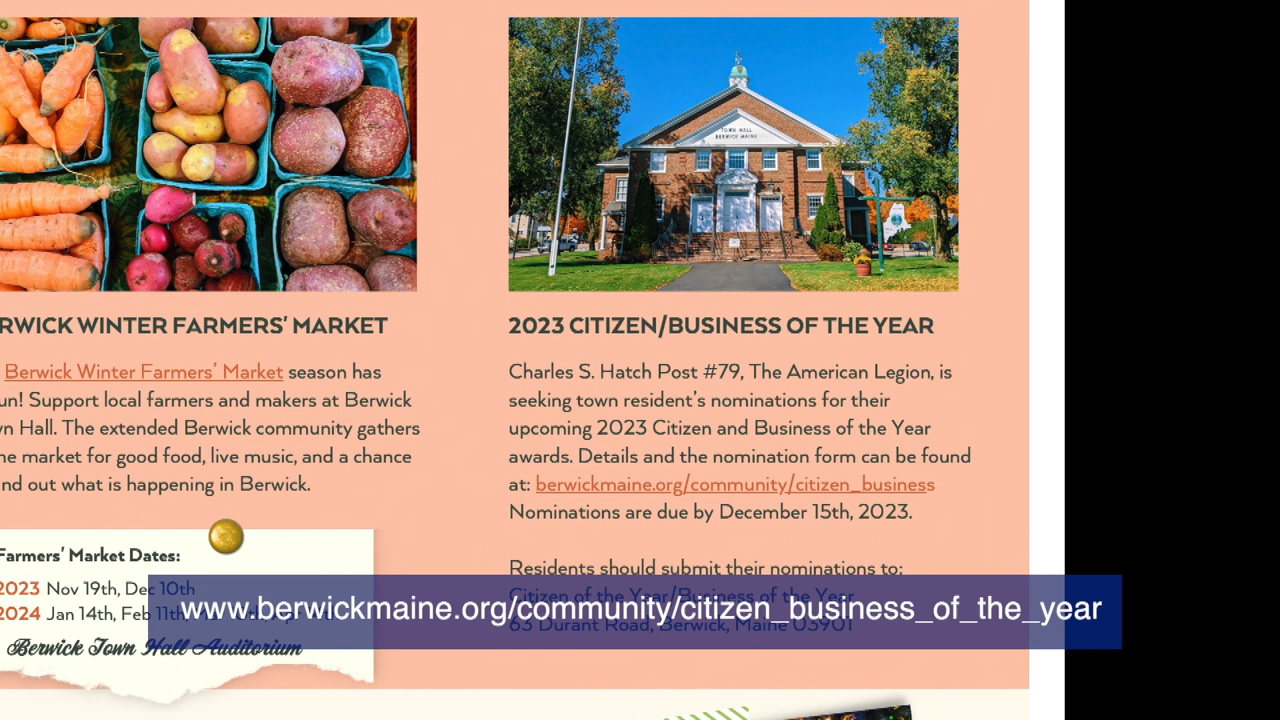 TOWN HALL
BERWICK MAINE
RWICK WINTER FARMERS' MARKET
Berwick Winter Farmers' Market season has
un! Support local farmers and makers at Berwick
wn Hall. The extended Berwick community gathers
he market for good food, live music, and a chance
nd out what is happening in Berwick.
Farmers' Market Dates:
2023 Nov 19th, Dec 10th
2024 Jan 14th, Feb 11th,
Berwick Town Hall Auditorium
2023 CITIZEN/BUSINESS OF THE YEAR
Charles S. Hatch Post #79, The American Legion, is
seeking town resident's nominations for their
upcoming 2023 Citizen and Business of the Year
awards. Details and the nomination form can be found
at: berwickmaine.org/community/citizen_business
Nominations are due by December 15th, 2023.
Residents should submit their nominations to:
Citizen of the Year/Business of the Year
63 Durant Road, Berwick, Maine 03901
www.berwickmaine.org/community/citizen_business_of_the_year